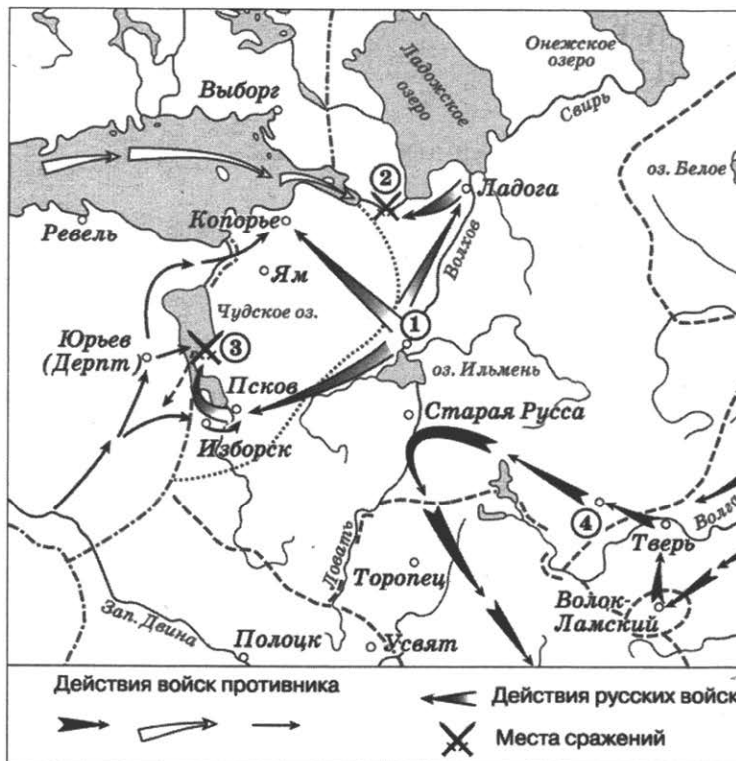 Онежское
озеро
Ладожское
озеро
Свирь
Выборг
оз. Белое
2
Ладога
Копорье
Ревель
Волхов
Ям
Чудское оз.
1
3
Юрьев
(Дерпт)
оз. Ильмень
Псков
Старая Русса
Изборск
4
Волга
Тверь
Ловать
Торопец
Волок-
Ламский
Зап. Двина
Полоцк
Усвят
Действия войск противника
Действия русских войск
Места сражений